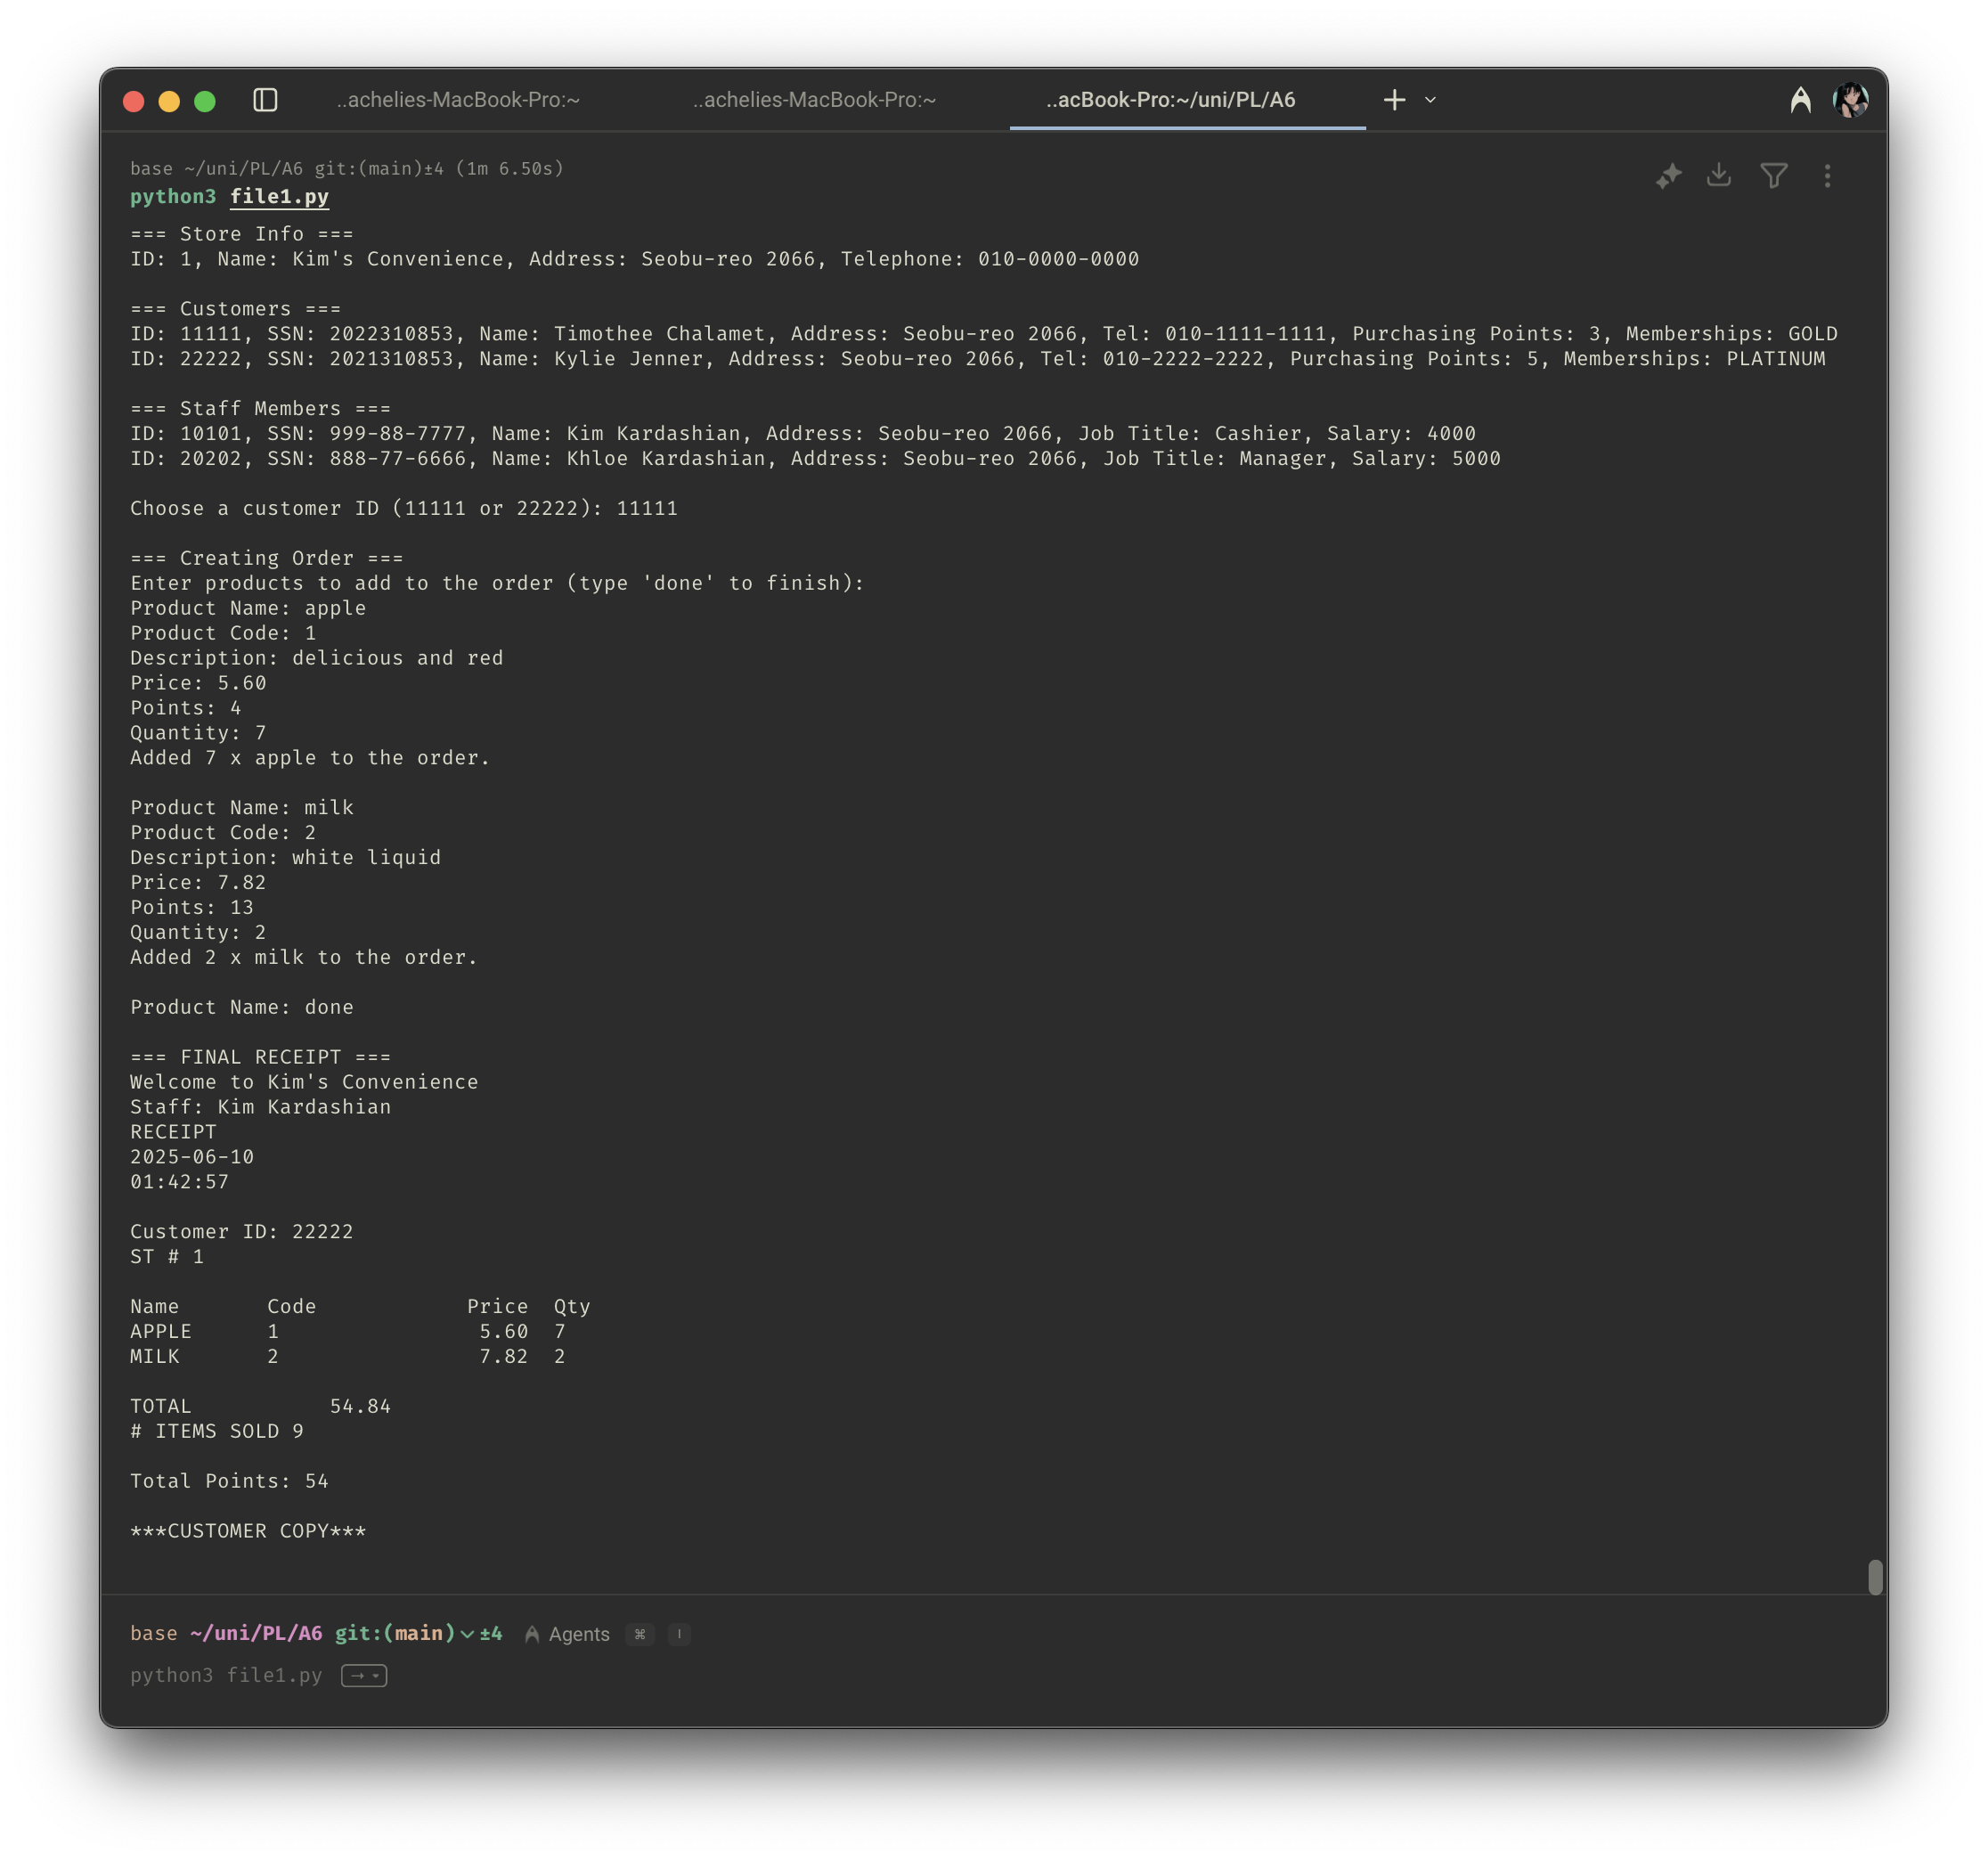 ..achelies-MacBook-Pro:~ ..achelies-MacBook-Pro:~ ..acBook-Pro:~/uni/PL/A6
base ~/uni/PL/A6 git:(main)±4 (1m 6.50s)
python3 file1.py
=== Store Info ===
ID: 1, Name: Kim's Convenience, Address: Seobu-reo 2066, Telephone: 010-0000-0000
=== Customers ===
ID: 11111, SSN: 2022310853, Name: Timothee Chalamet, Address: Seobu-reo 2066, Tel: 010-1111-1111, Purchasing Points: 3, Memberships: GOLD
ID: 22222, SSN: 2021310853, Name: Kylie Jenner, Address: Seobu-reo 2066, Tel: 010-2222-2222, Purchasing Points: 5, Memberships: PLATINUM
=== Staff Members ===
ID: 10101, SSN: 999-88-7777, Name: Kim Kardashian, Address: Seobu-reo 2066, Job Title: Cashier, Salary: 4000
ID: 20202, SSN: 888-77-6666, Name: Khloe Kardashian, Address: Seobu-reo 2066, Job Title: Manager, Salary: 5000
Choose a customer ID (11111 or 22222): 11111
=== Creating Order ===
Enter products to add to the order (type 'done' to finish):
Product Name: apple
Product Code: 1
Description: delicious and red
Price: 5.60
Points: 4
Quantity: 7
Added 7 x apple to the order.
Product Name: milk
Product Code: 2
Description: white liquid
Price: 7.82
Points: 13
Quantity: 2
Added 2 x milk to the order.
Product Name: done
=== FINAL RECEIPT ===
Welcome to Kim's Convenience
Staff: Kim Kardashian
RECEIPT
2025-06-10
01:42:57
Customer ID: 22222
ST # 1
Name Code Price Qty
APPLE 1 5.60 7
MILK 2 7.82 2
TOTAL 54.84
# ITEMS SOLD 9
Total Points: 54
***CUSTOMER COPY***
base ~/uni/PL/A6 git:(main) ±4 Agents ⌘ I
python3 file1.py